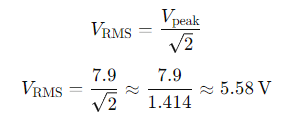 V_RMS = V_peak / √2
V_RMS = 7.9 / √2 ≈ 7.9 / 1.414 ≈ 5.58 V